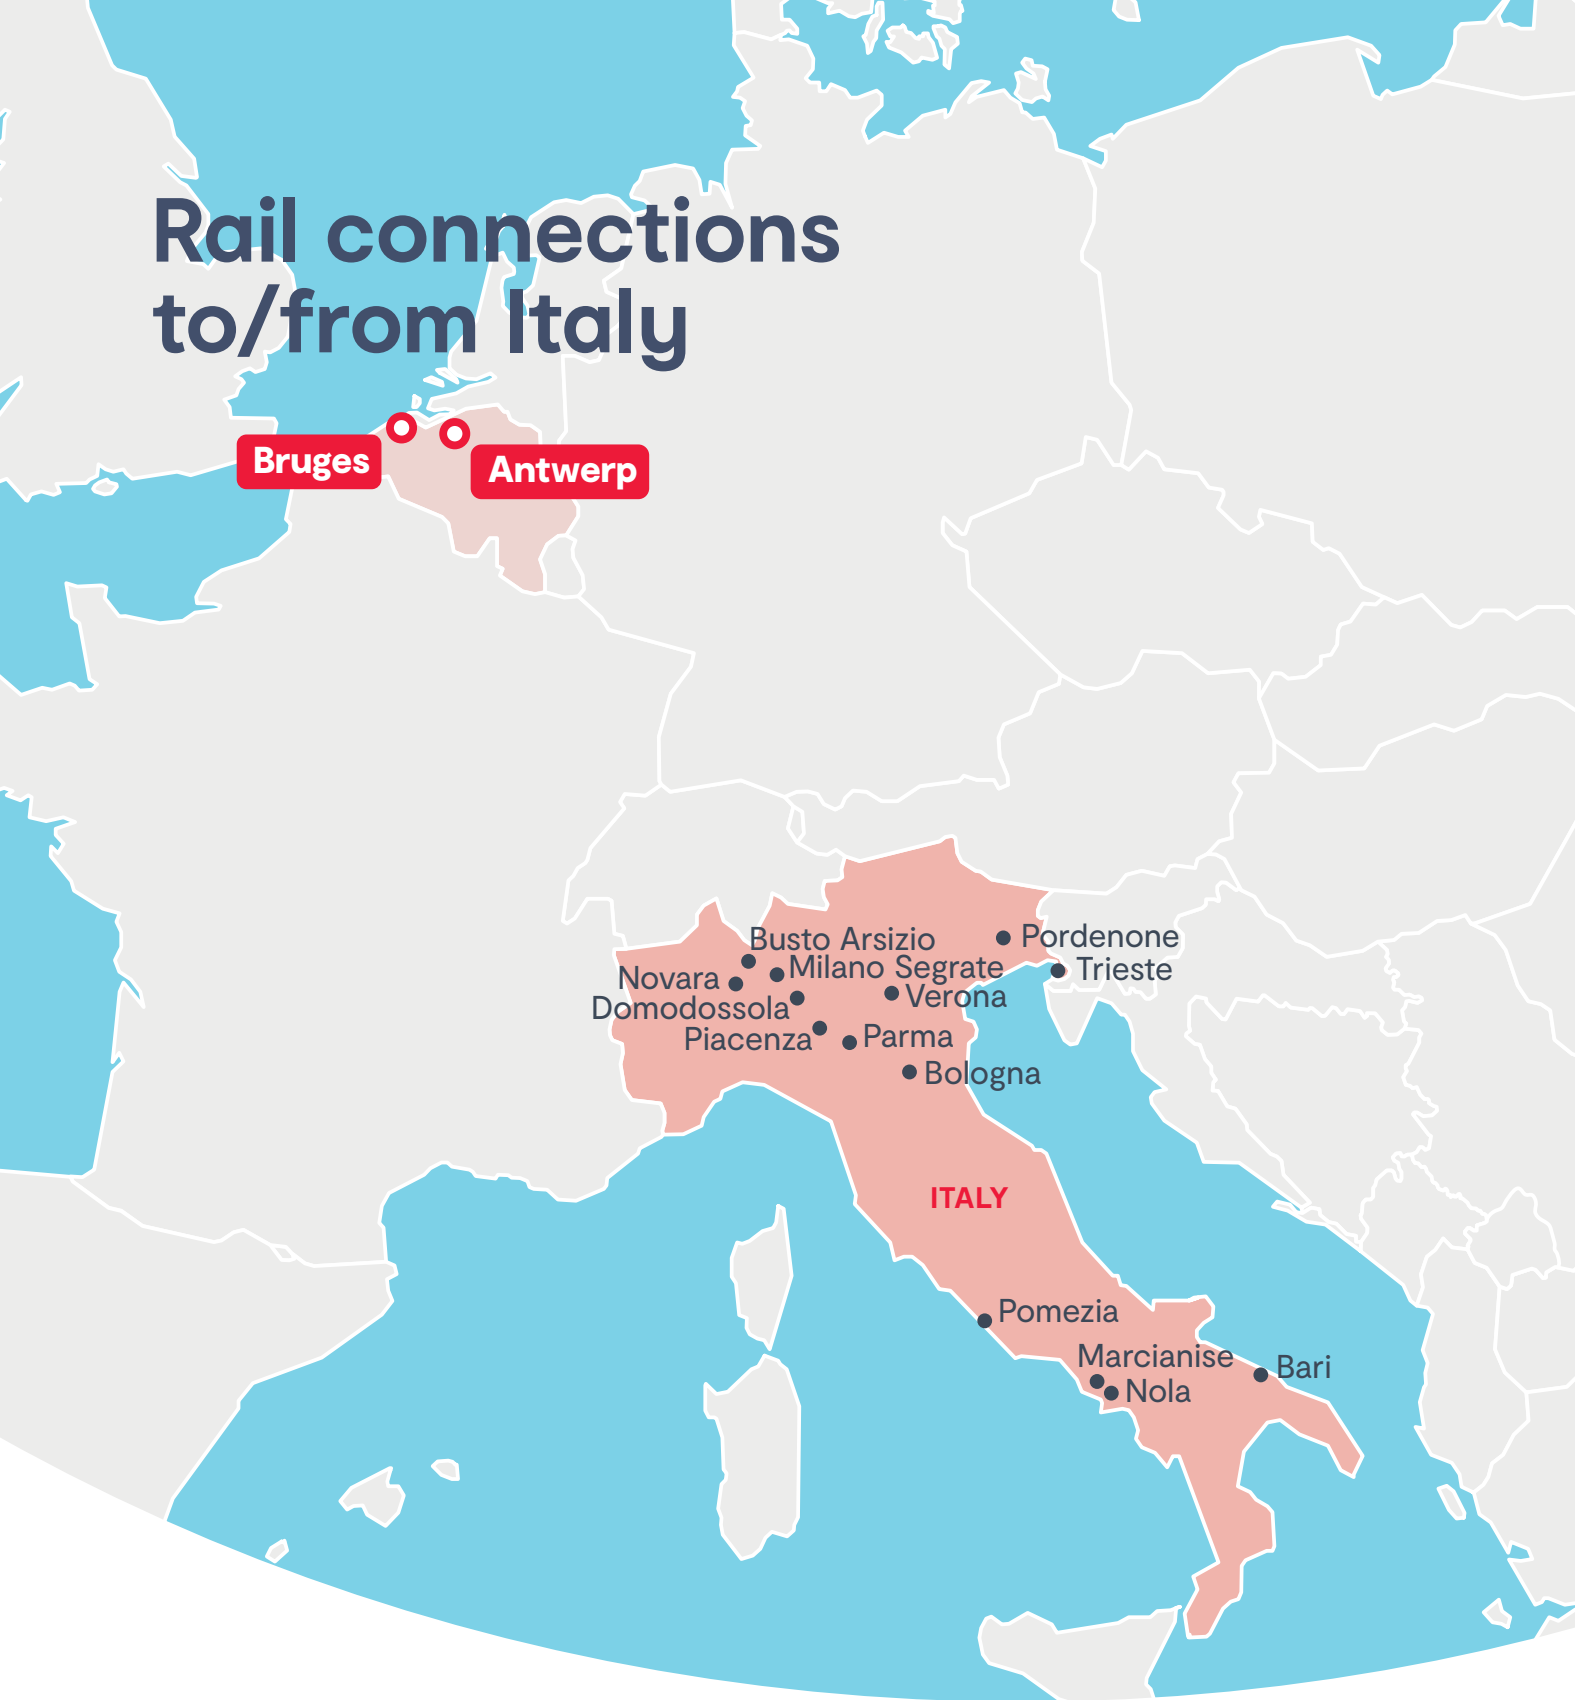 Rail connections
to/from Italy
Bruges
Antwerp
Busto Arsizio
Pordenone
Milano Segrate
Trieste
Novara
Verona
Domodossola
Piacenza
Parma
Bologna
ITALY
Pomezia
Marcianise
Bari
Nola